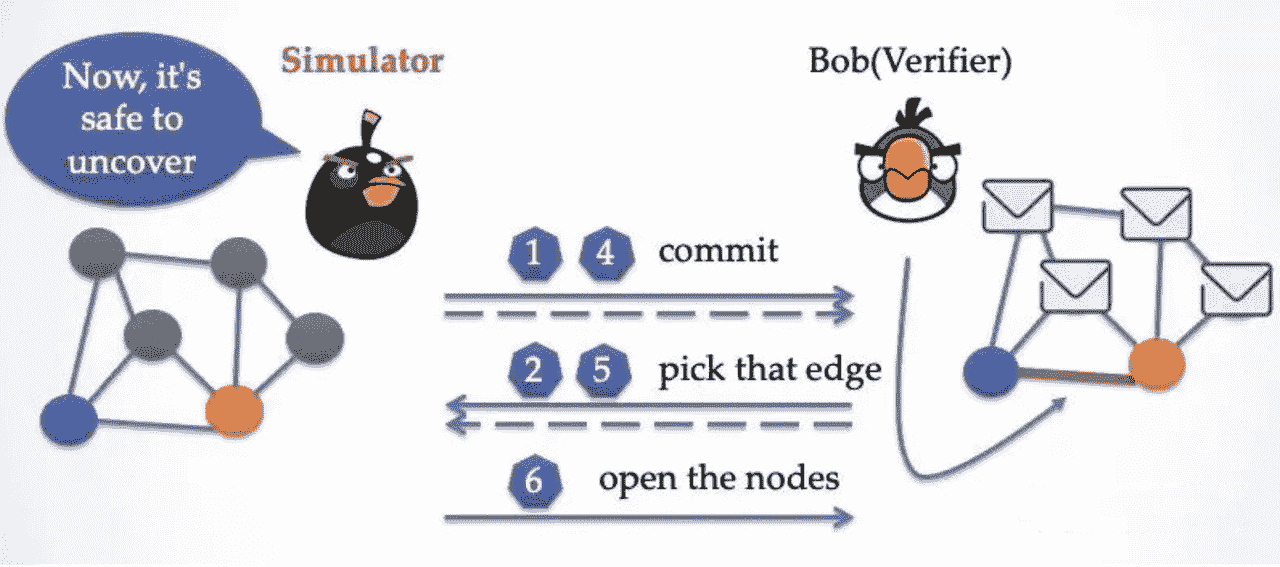 Now, it's
safe to
uncover
Simulator
Bob(Verifier)
1 4 commit
2 5 pick that edge
6 open the nodes